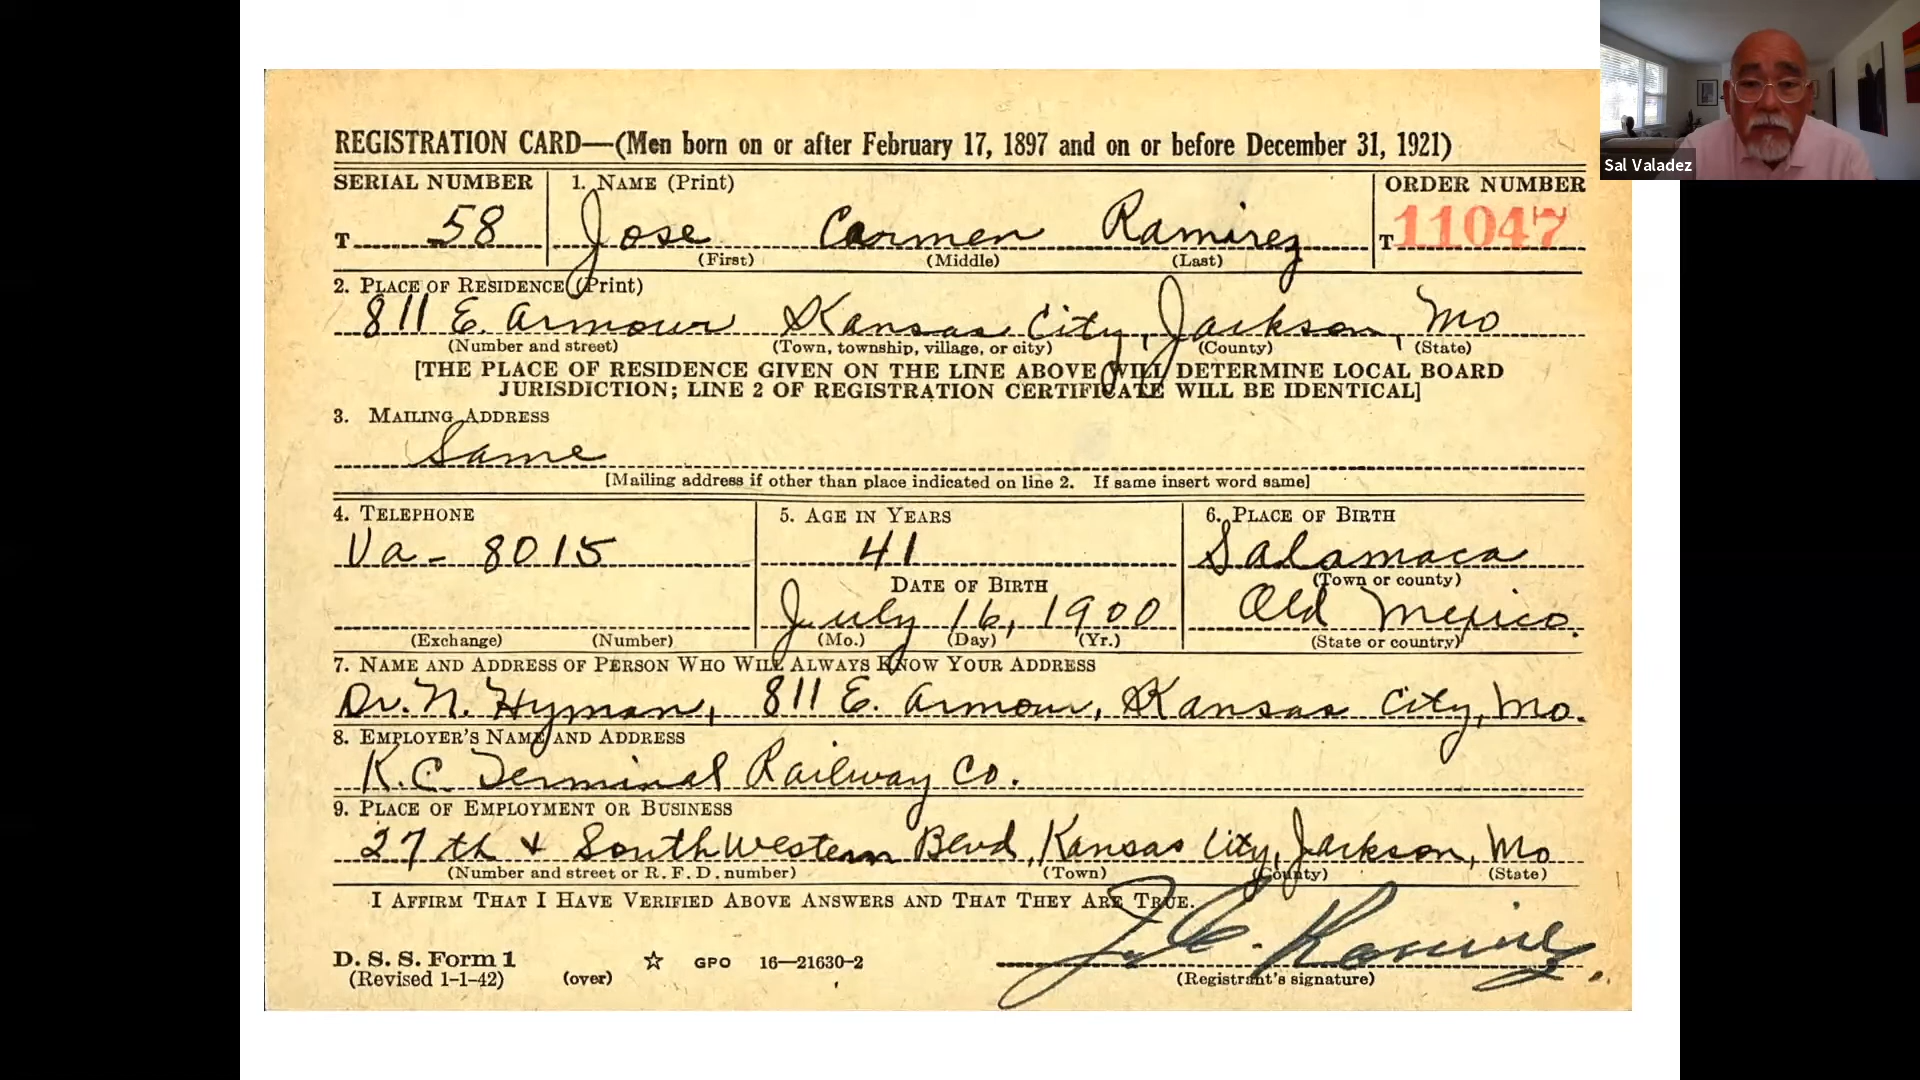 REGISTRATION CARD—(Men born on or after February 17, 1897 and on or before December 31, 1921)
SERIAL NUMBER
1. NAME (Print)
ORDER NUMBER
T 58
Jose Carmen Ramirez
T 11047
(First) (Middle) (Last)
2. PLACE OF RESIDENCE (Print)
811 E. Armour Kansas City, Jackson, Mo
(Number and street) (Town, township, village, or city) (County) (State)
[THE PLACE OF RESIDENCE GIVEN ON THE LINE ABOVE WILL DETERMINE LOCAL BOARD
JURISDICTION; LINE 2 OF REGISTRATION CERTIFICATE WILL BE IDENTICAL]
3. MAILING ADDRESS
Same
[Mailing address if other than place indicated on line 2. If same insert word same]
4. TELEPHONE
5. AGE IN YEARS
6. PLACE OF BIRTH
Va - 8015
41
Salamaca
(Town or county)
DATE OF BIRTH
Old Mexico.
July 16, 1900
(Exchange) (Number)
(Mo.) (Day) (Yr.)
(State or country)
7. NAME AND ADDRESS OF PERSON WHO WILL ALWAYS KNOW YOUR ADDRESS
Dr. N. Hyman, 811 E. Armour, Kansas City, Mo.
8. EMPLOYER'S NAME AND ADDRESS
K.C. Terminal Railway Co.
9. PLACE OF EMPLOYMENT OR BUSINESS
27th & SouthWestern Blvd, Kansas City, Jackson, Mo
(Number and street or R. F. D. number) (Town) (County) (State)
I AFFIRM THAT I HAVE VERIFIED ABOVE ANSWERS AND THAT THEY ARE TRUE.
J. C. Ramirez
D. S. S. Form 1
(Revised 1-1-42) (over) ☆ GPO 16—21630-2
(Registrant's signature)
Sal Valadez